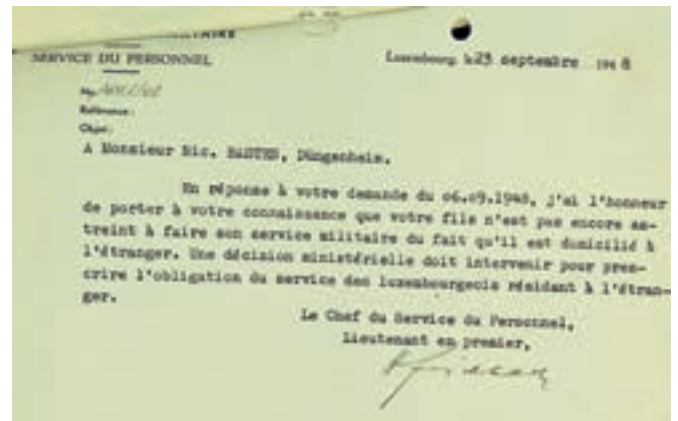 SERVICE DU PERSONNEL
Luxembourg, le 23 septembre 1948
No
Référence:
Objet:
A Monsieur Nic. BASTEN, Düngenheim.
En réponse à votre demande du 06.09.1948, j'ai l'honneur
de porter à votre connaissance que votre fils n'est pas encore as-
treint à faire son service militaire du fait qu'il est domicilié à
l'étranger. Une décision ministérielle doit intervenir pour pres-
crire l'obligation du service des luxembourgeois résidant à l'étran-
ger.
Le Chef du Service du Personnel,
Lieutenant en premier,